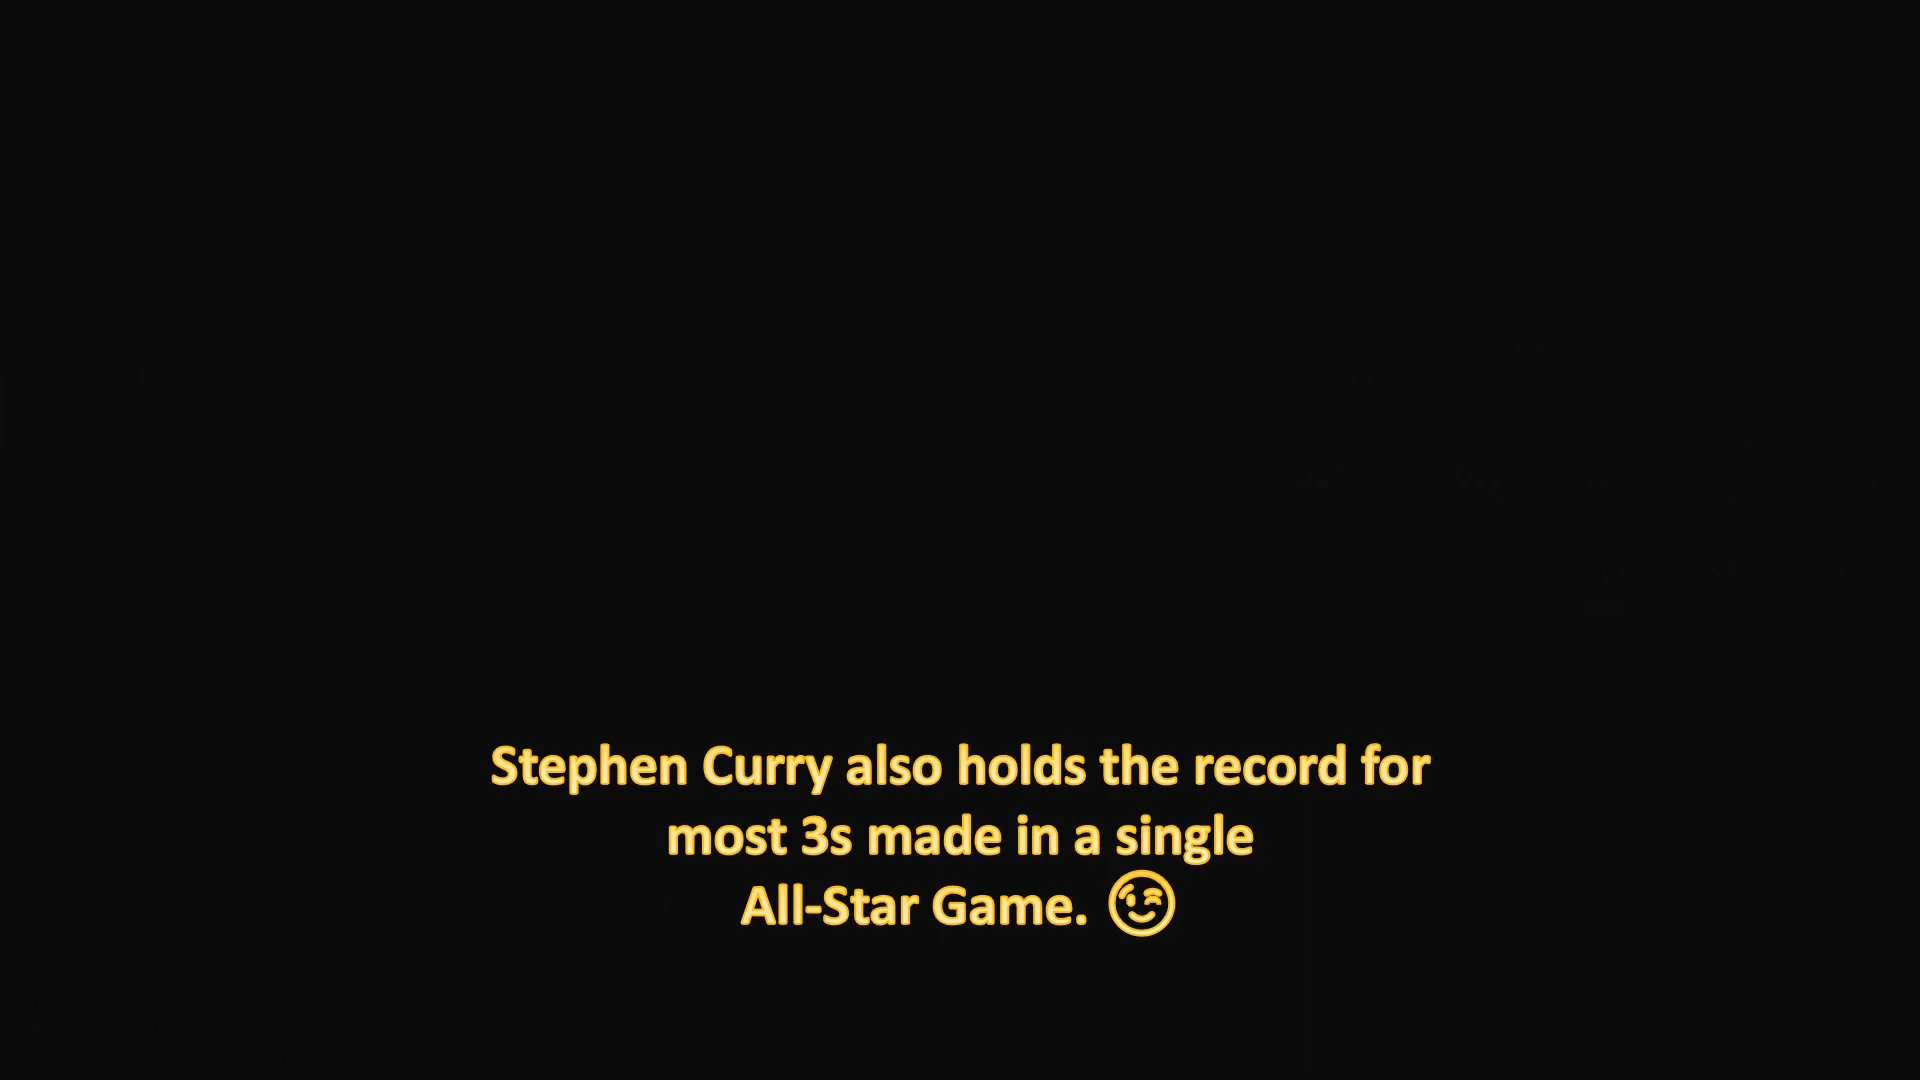 Stephen Curry also holds the record for
most 3s made in a single
All-Star Game. 😉